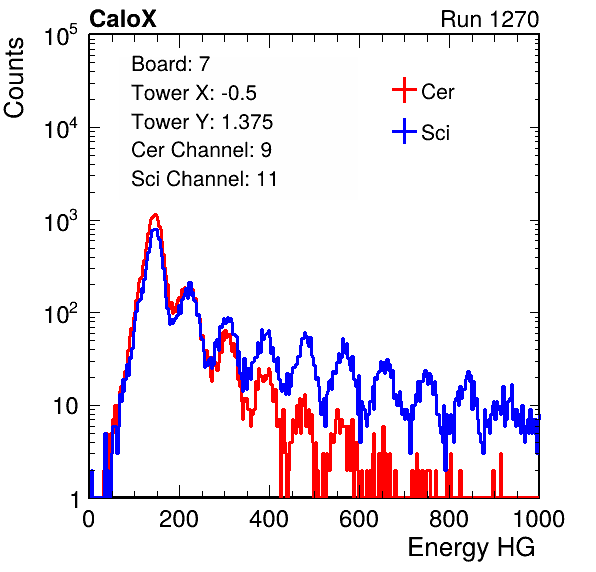 CaloX Run 1270
Counts
Board: 7
Tower X: -0.5
Tower Y: 1.375
Cer Channel: 9
Sci Channel: 11
Cer
Sci
10^5
10^4
10^3
10^2
10
1
0 200 400 600 800 1000
Energy HG